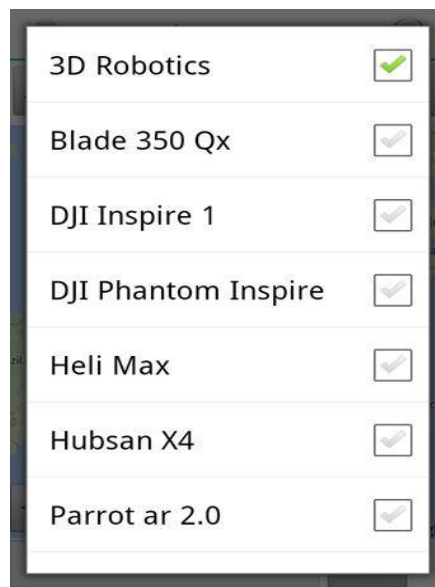 3D Robotics
Blade 350 Qx
DJI Inspire 1
DJI Phantom Inspire
Heli Max
Hubsan X4
Parrot ar 2.0